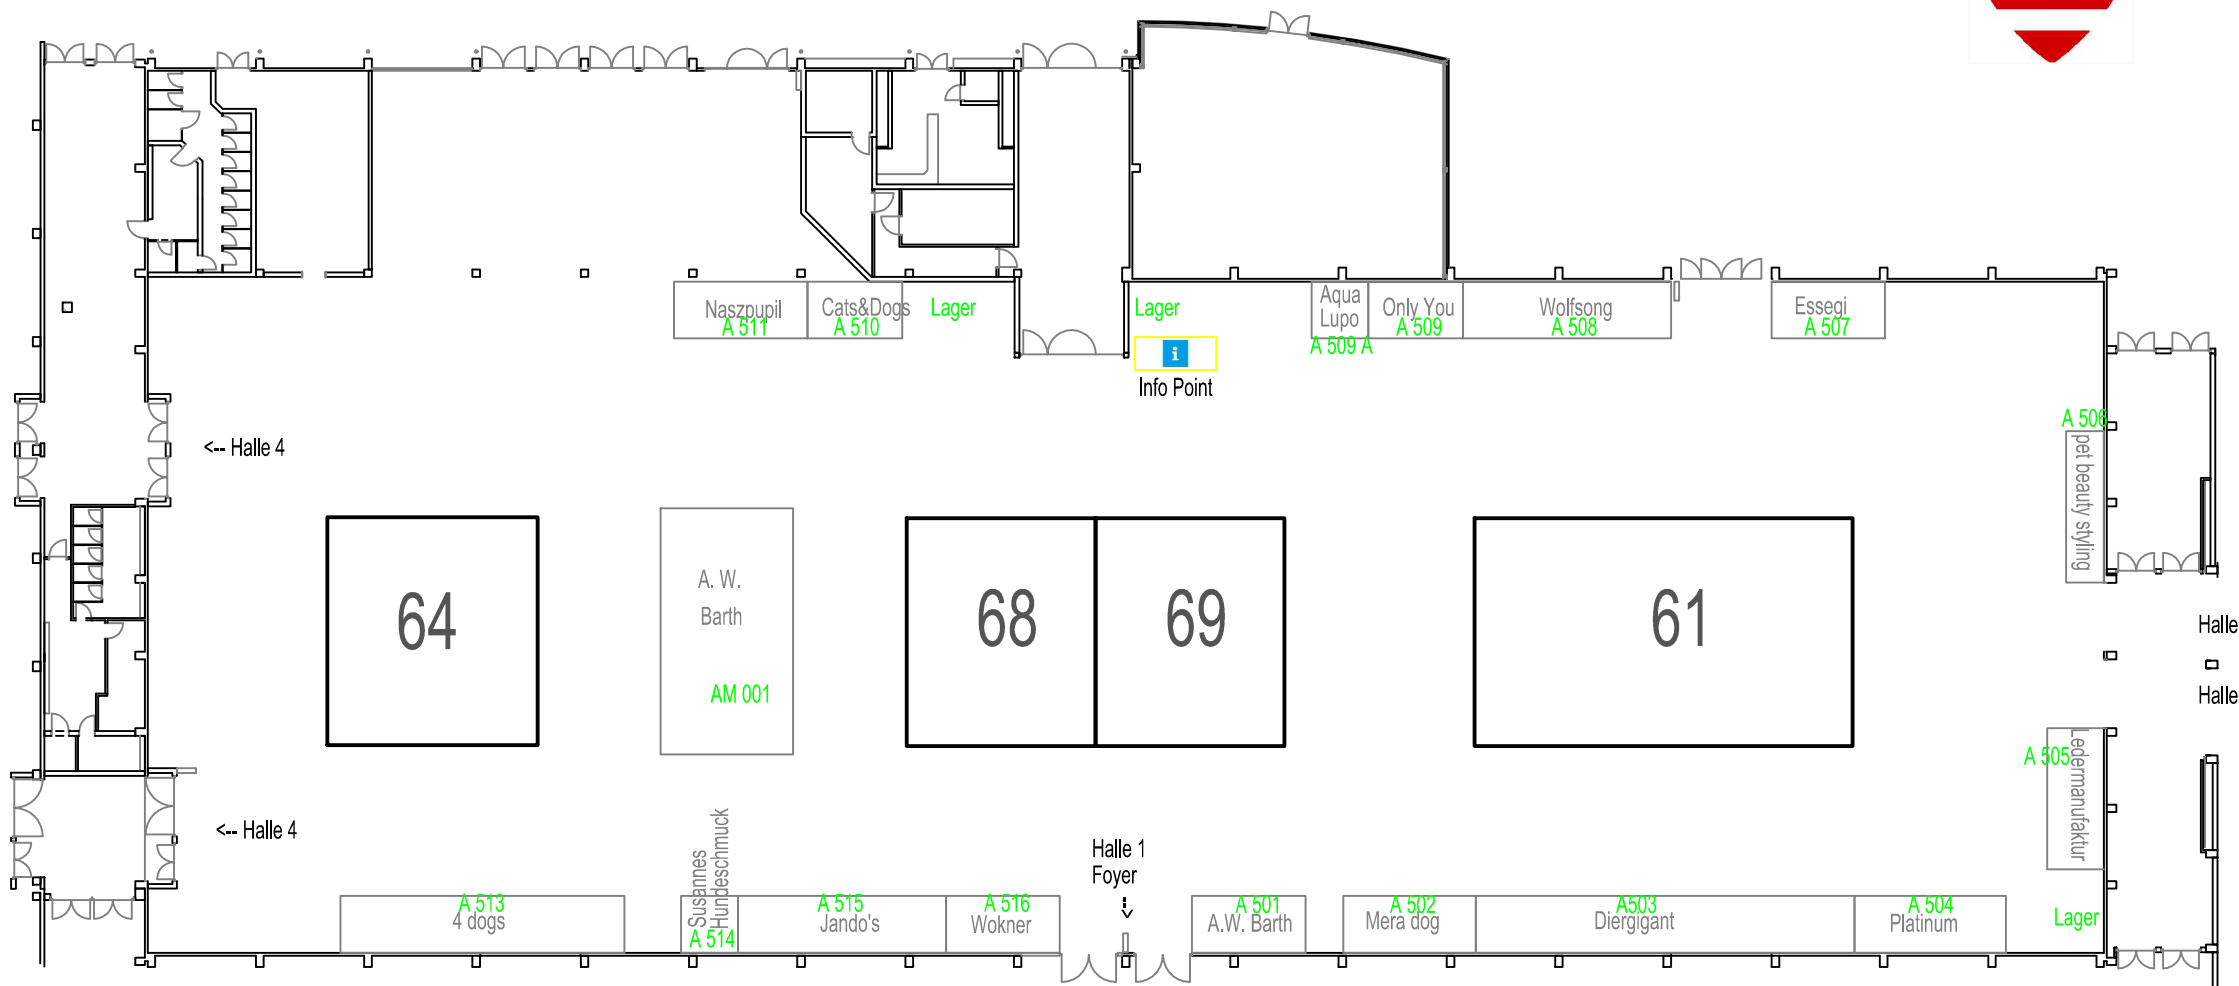 Naszpupil
A 511
Cats&Dogs
A 510
Lager
Lager
i
Info Point
Aqua
Lupo
A 509 A
Only You
A 509
Wolfsong
A 508
Essegi
A 507
A 506
pet beauty styling
<-- Halle 4
64
A. W.
Barth
AM 001
68
69
61
Halle
Halle
A 505
Ledermanufaktur
<-- Halle 4
Halle 1
Foyer
A 513
4 dogs
Susannes
Hundeschmuck
A 514
A 515
Jando's
A 516
Wokner
A 501
A.W. Barth
A 502
Mera dog
A503
Diergigant
A 504
Platinum
Lager